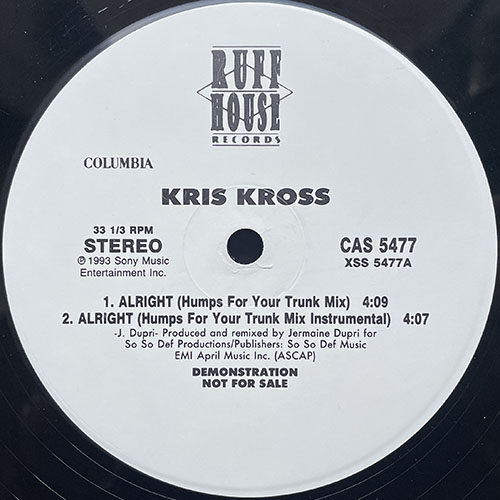 RUFF
HOUSE
RECORDS
COLUMBIA
KRIS KROSS
33 1/3 RPM
STEREO
℗ 1993 Sony Music
Entertainment Inc.
CAS 5477
XSS 5477A
1. ALRIGHT (Humps For Your Trunk Mix) 4:09
2. ALRIGHT (Humps For Your Trunk Mix Instrumental) 4:07
-J. Dupri- Produced and remixed by Jermaine Dupri for
So So Def Productions/Publishers: So So Def Music
EMI April Music Inc. (ASCAP)
DEMONSTRATION
NOT FOR SALE